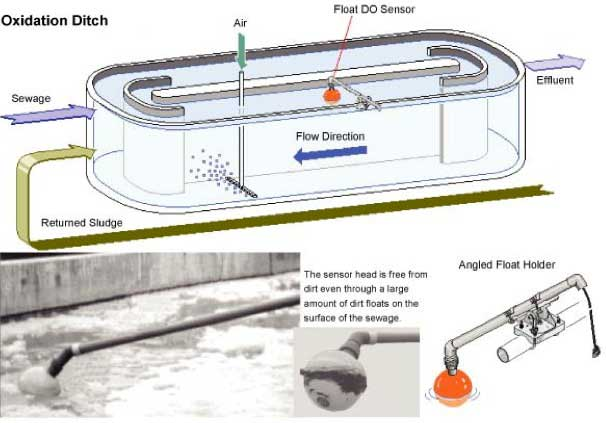 Oxidation Ditch
Float DO Sensor
Air
Effluent
Sewage
Flow Direction
Returned Sludge
The sensor head is free from
dirt even through a large
amount of dirt floats on the
surface of the sewage.
Angled Float Holder